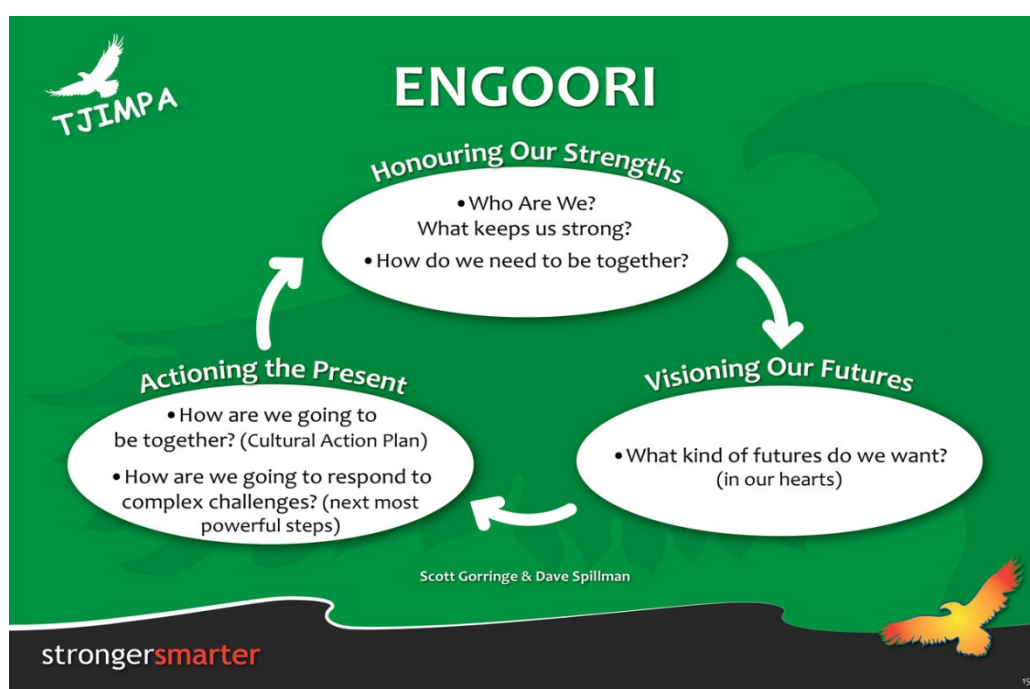 TJIMPA
ENGOORI
Honouring Our Strengths
• Who Are We?
What keeps us strong?
• How do we need to be together?
Actioning the Present
• How are we going to
be together? (Cultural Action Plan)
• How are we going to respond to
complex challenges? (next most
powerful steps)
Visioning Our Futures
• What kind of futures do we want?
(in our hearts)
Scott Gorringe & Dave Spillman
strongersmarter
15